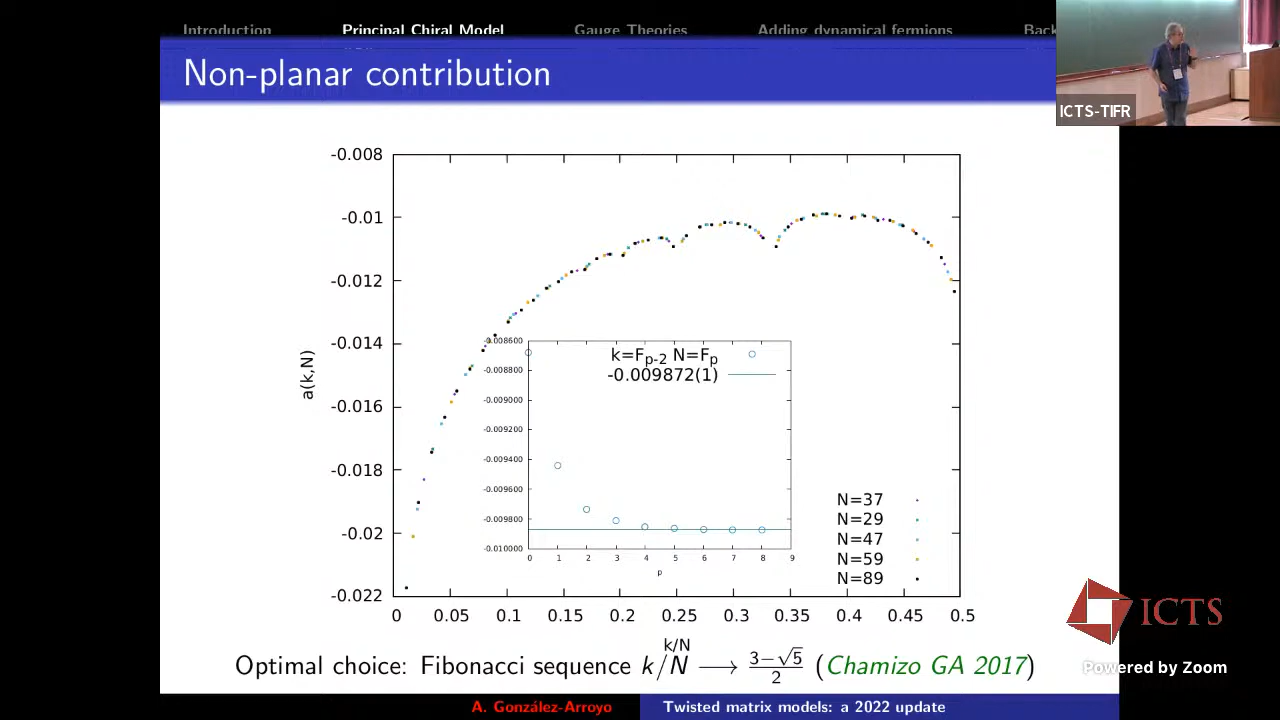 Introduction Principal Chiral Model Gauge Theories Adding dynamical fermions Back
Non-planar contribution
ICTS-TIFR
-0.008
-0.01
-0.012
-0.014
-0.016
-0.018
-0.02
-0.022
a(k,N)
0 0.05 0.1 0.15 0.2 0.25 0.3 0.35 0.4 0.45 0.5
k/N
k=Fp-2 N=Fp
-0.009872(1)
-0.008600
-0.008800
-0.009000
-0.009200
-0.009400
-0.009600
-0.009800
-0.010000
0 1 2 3 4 5 6 7 8 9
p
N=37
N=29
N=47
N=59
N=89
ICTS
Optimal choice: Fibonacci sequence k/N ⟶ 3−√5/2 (Chamizo GA 2017)
Powered by Zoom
A. González-Arroyo Twisted matrix models: a 2022 update